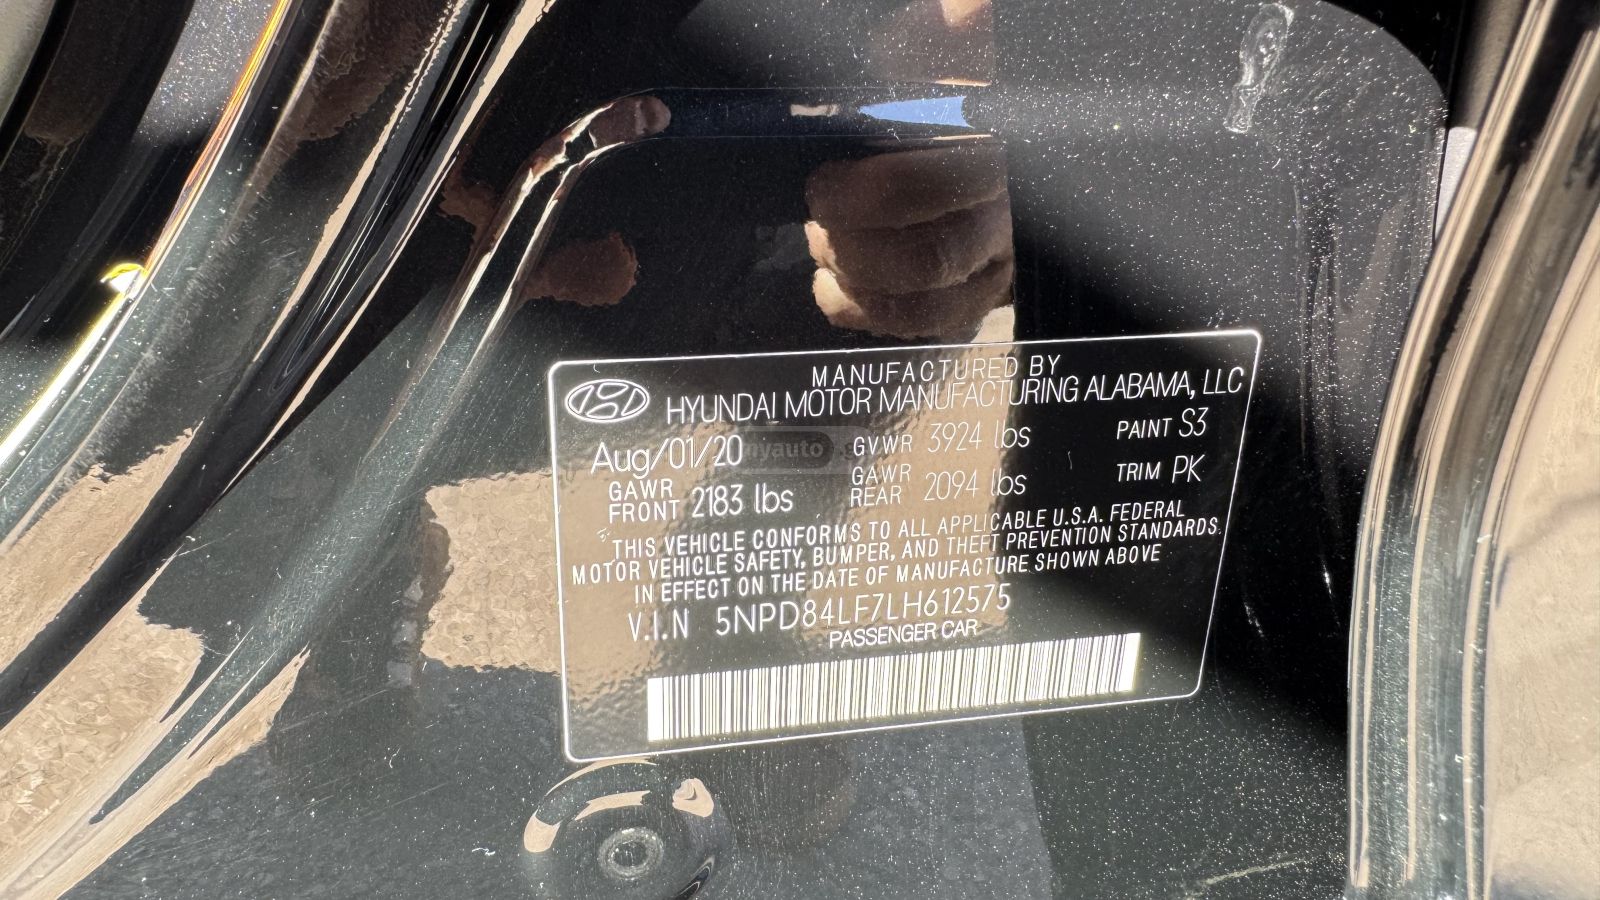 MANUFACTURED BY
HYUNDAI MOTOR MANUFACTURING ALABAMA, LLC
Aug/01/20 GVWR 3924 lbs PAINT S3
GAWR FRONT 2183 lbs GAWR REAR 2094 lbs TRIM PK
THIS VEHICLE CONFORMS TO ALL APPLICABLE U.S.A. FEDERAL
MOTOR VEHICLE SAFETY, BUMPER, AND THEFT PREVENTION STANDARDS.
IN EFFECT ON THE DATE OF MANUFACTURE SHOWN ABOVE
V.I.N 5NPD84LF7LH612575
PASSENGER CAR
myauto